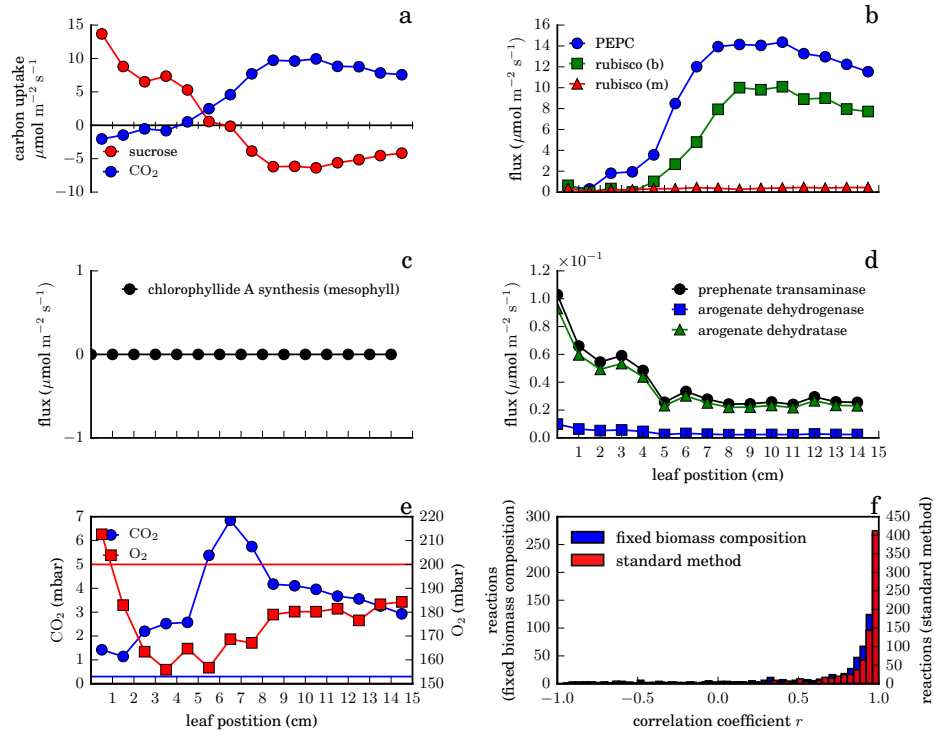 a
15
10
5
0
−5
−10
carbon uptake
μmol m−2 s−1
sucrose
CO2
b
16
14
12
10
8
6
4
2
0
flux (μmol m−2 s−1)
PEPC
rubisco (b)
rubisco (m)
c
1
0
−1
flux (μmol m−2 s−1)
chlorophyllide A synthesis (mesophyll)
d
×10−1
1.2
1.0
0.8
0.6
0.4
0.2
0.0
flux (μmol m−2 s−1)
prephenate transaminase
arogenate dehydrogenase
arogenate dehydratase
1 2 3 4 5 6 7 8 9 10 11 12 13 14 15
leaf postition (cm)
e
7
6
5
4
3
2
1
0
CO2 (mbar)
CO2
O2
220
210
200
190
180
170
160
150
O2 (mbar)
1 2 3 4 5 6 7 8 9 10 11 12 13 14 15
leaf postition (cm)
f
300
250
200
150
100
50
0
reactions
(fixed biomass composition)
fixed biomass composition
standard method
450
400
350
300
250
200
150
100
50
0
reactions (standard method)
−1.0 −0.5 0.0 0.5 1.0
correlation coefficient r